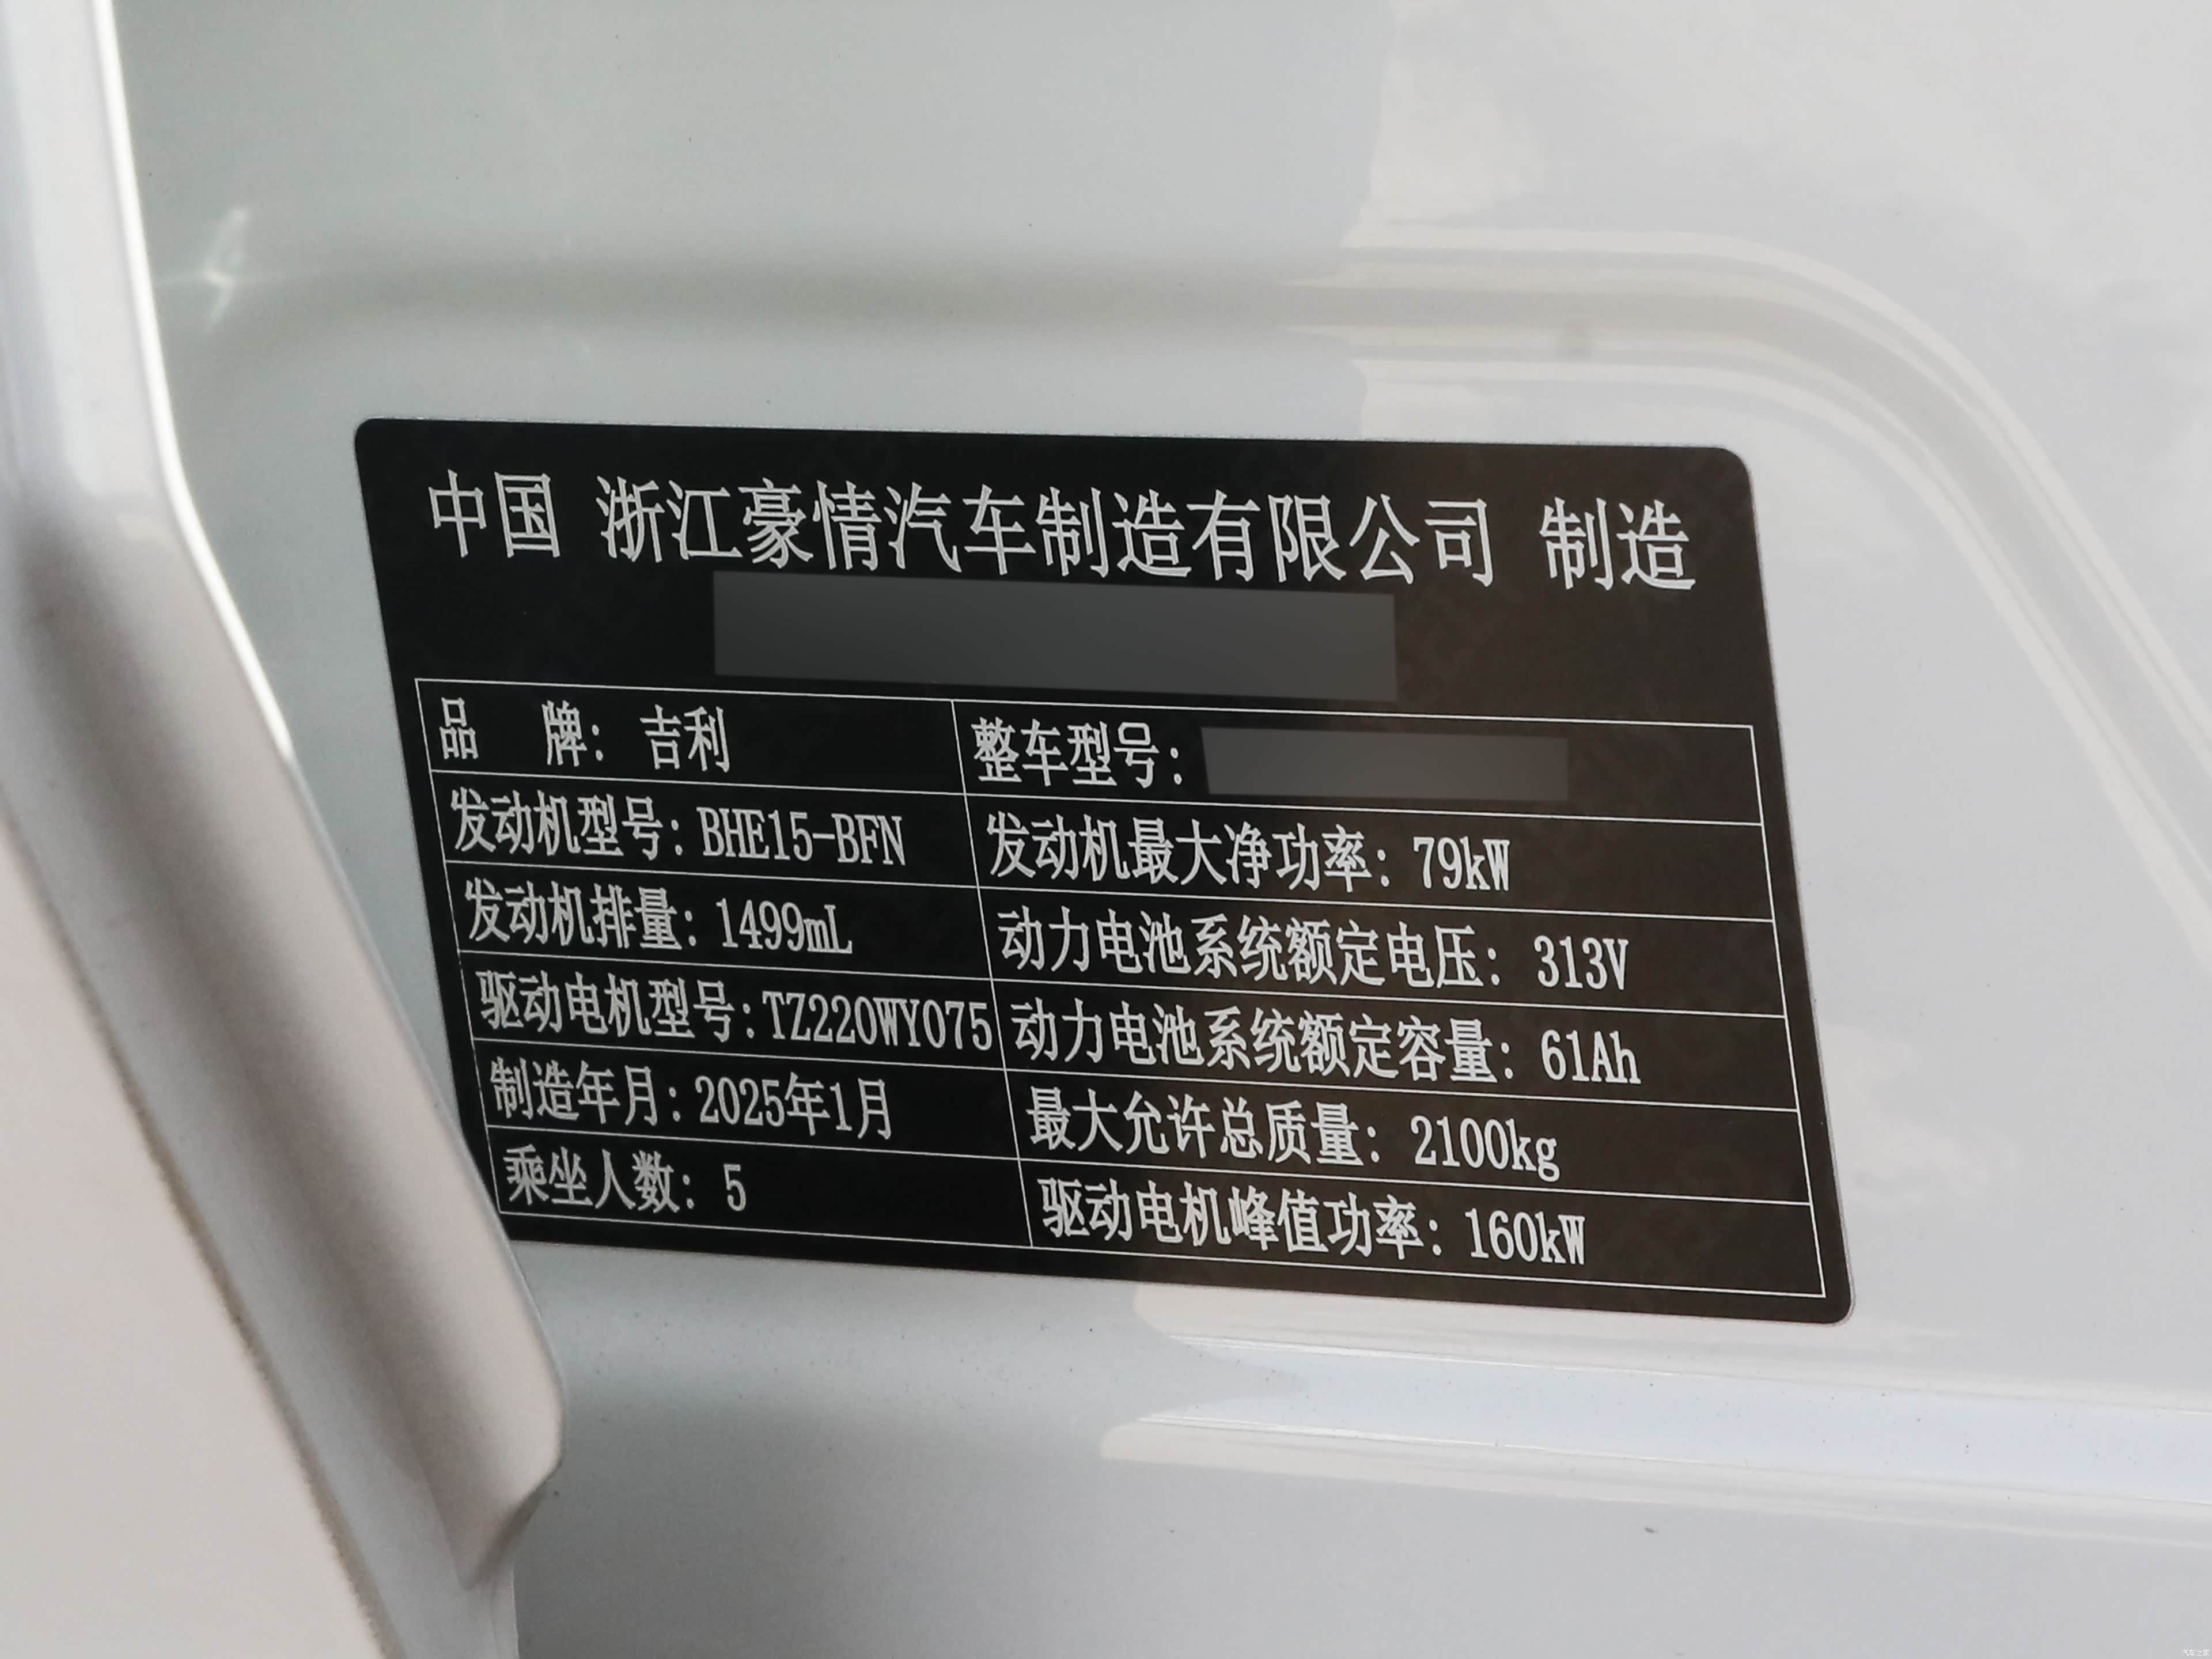 中国 浙江豪情汽车制造有限公司 制造
品 牌: 吉利
整车型号:
发动机型号: BHE15-BFN
发动机最大净功率: 79kW
发动机排量: 1499mL
动力电池系统额定电压: 313V
驱动电机型号: TZ220WY075
动力电池系统额定容量: 61Ah
制造年月: 2025年1月
最大允许总质量: 2100kg
乘坐人数: 5
驱动电机峰值功率: 160kW
汽车之家